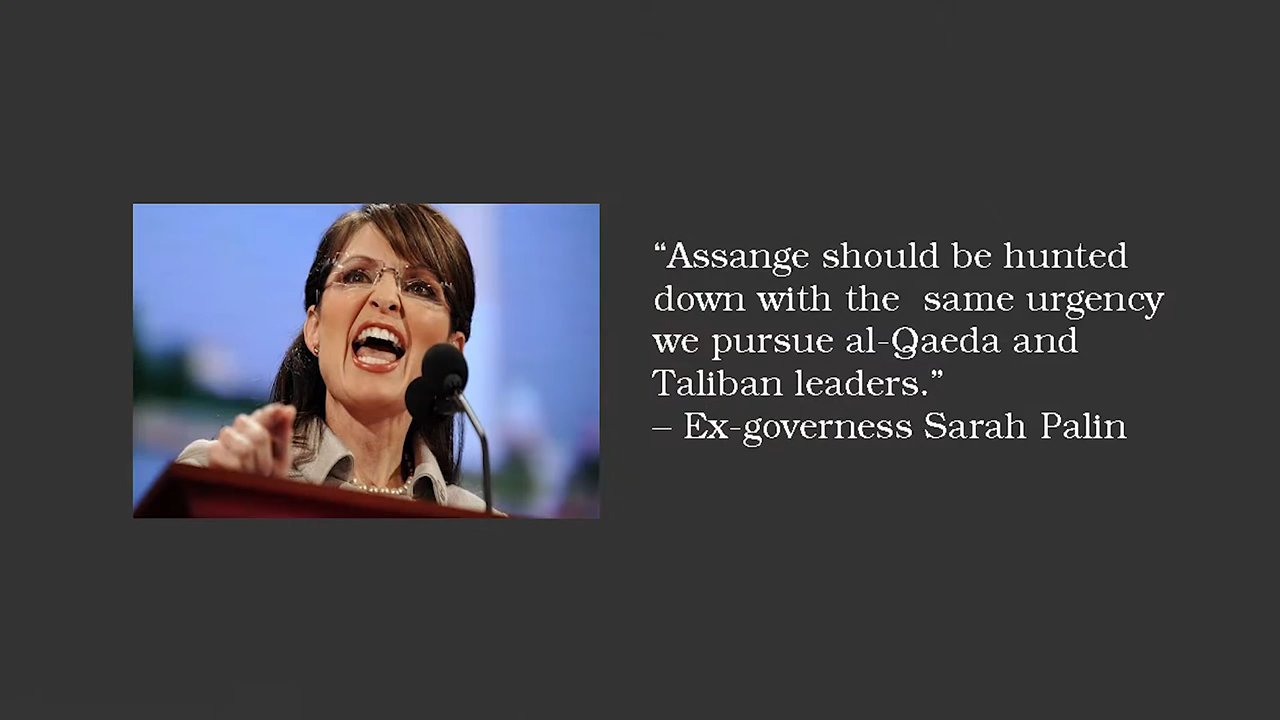 “Assange should be hunted
down with the  same urgency
we pursue al-Qaeda and
Taliban leaders.”
– Ex-governess Sarah Palin